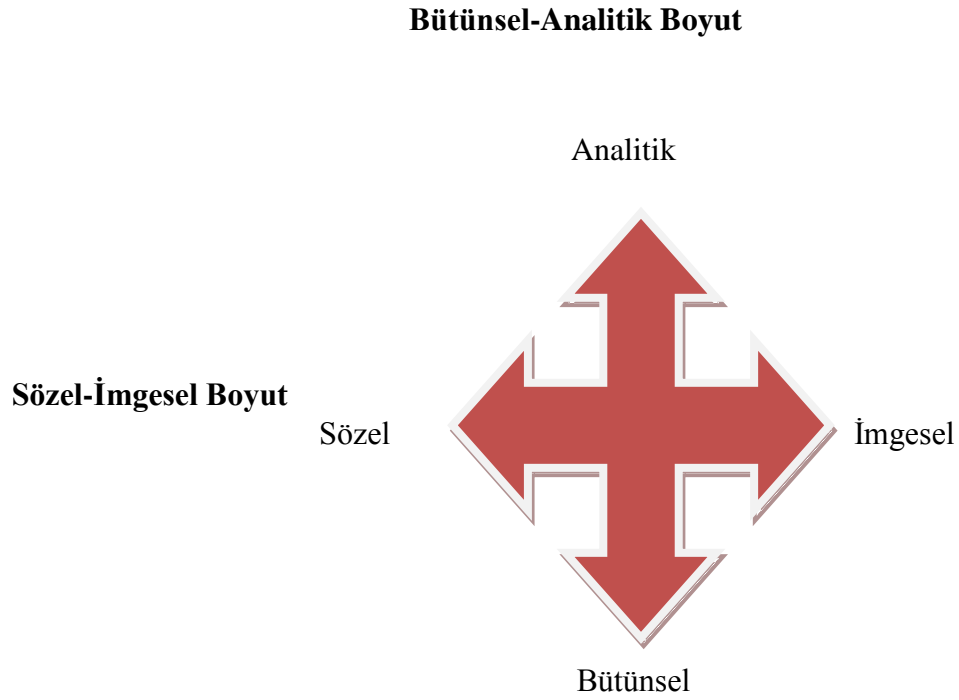 Bütünsel-Analitik Boyut
Analitik
Sözel-İmgesel Boyut
Sözel
İmgesel
Bütünsel